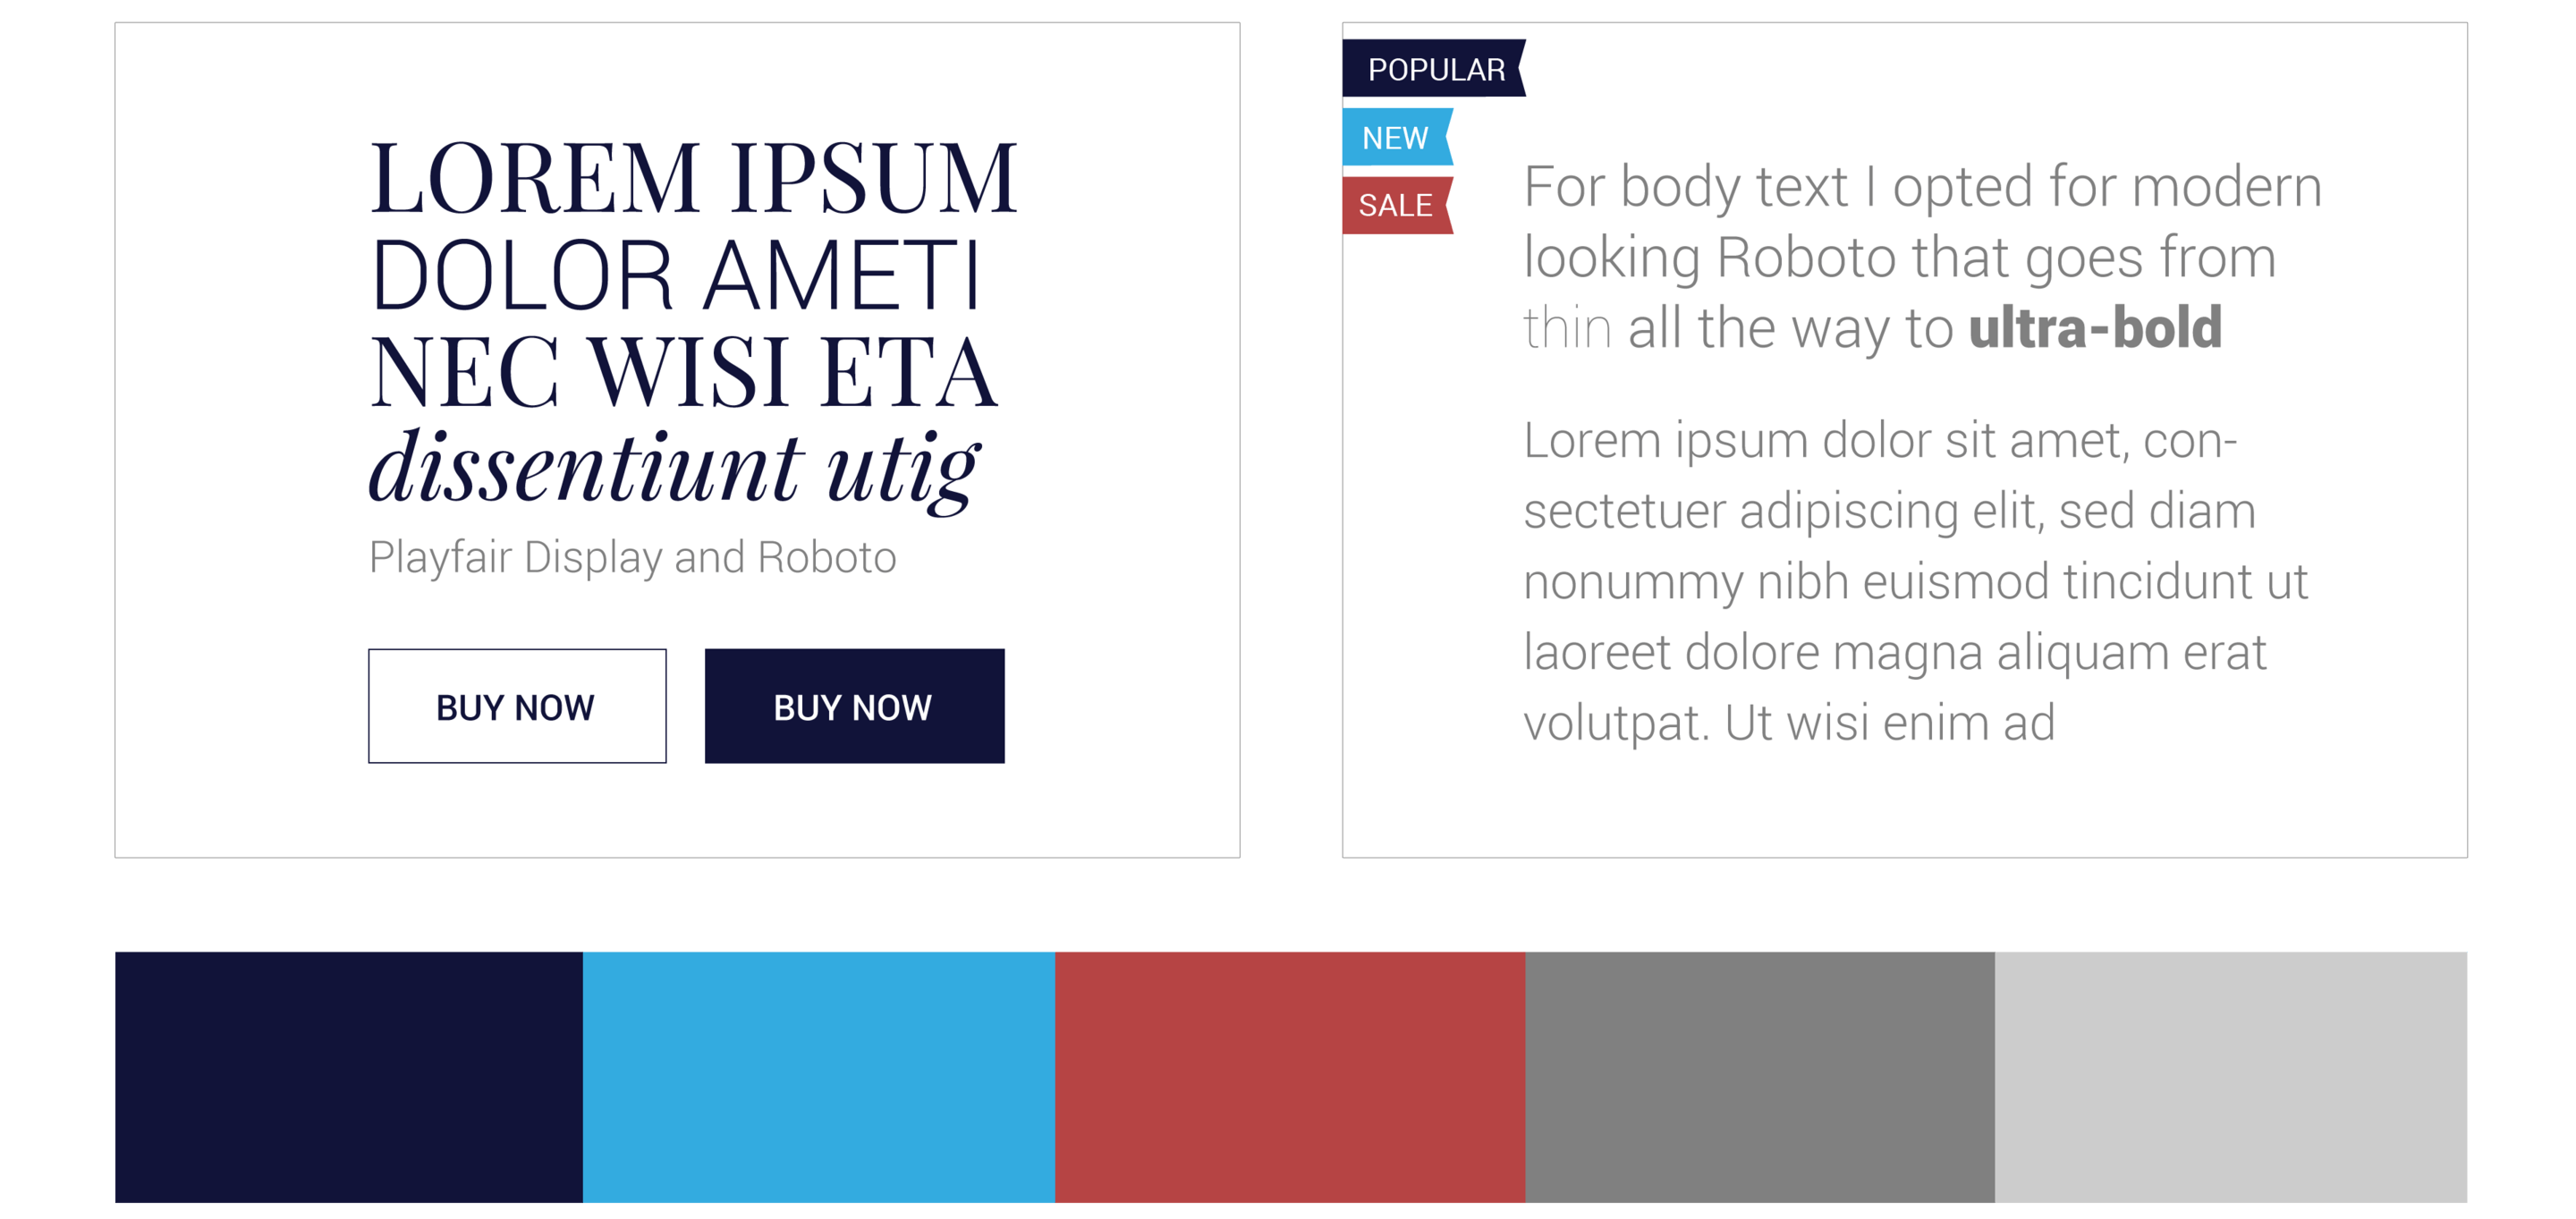 LOREM IPSUM
DOLOR AMETI
NEC WISI ETA
dissentiunt utig
Playfair Display and Roboto
BUY NOW
BUY NOW
POPULAR
NEW
SALE
For body text I opted for modern
looking Roboto that goes from
thin all the way to ultra-bold
Lorem ipsum dolor sit amet, con-
sectetuer adipiscing elit, sed diam
nonummy nibh euismod tincidunt ut
laoreet dolore magna aliquam erat
volutpat. Ut wisi enim ad